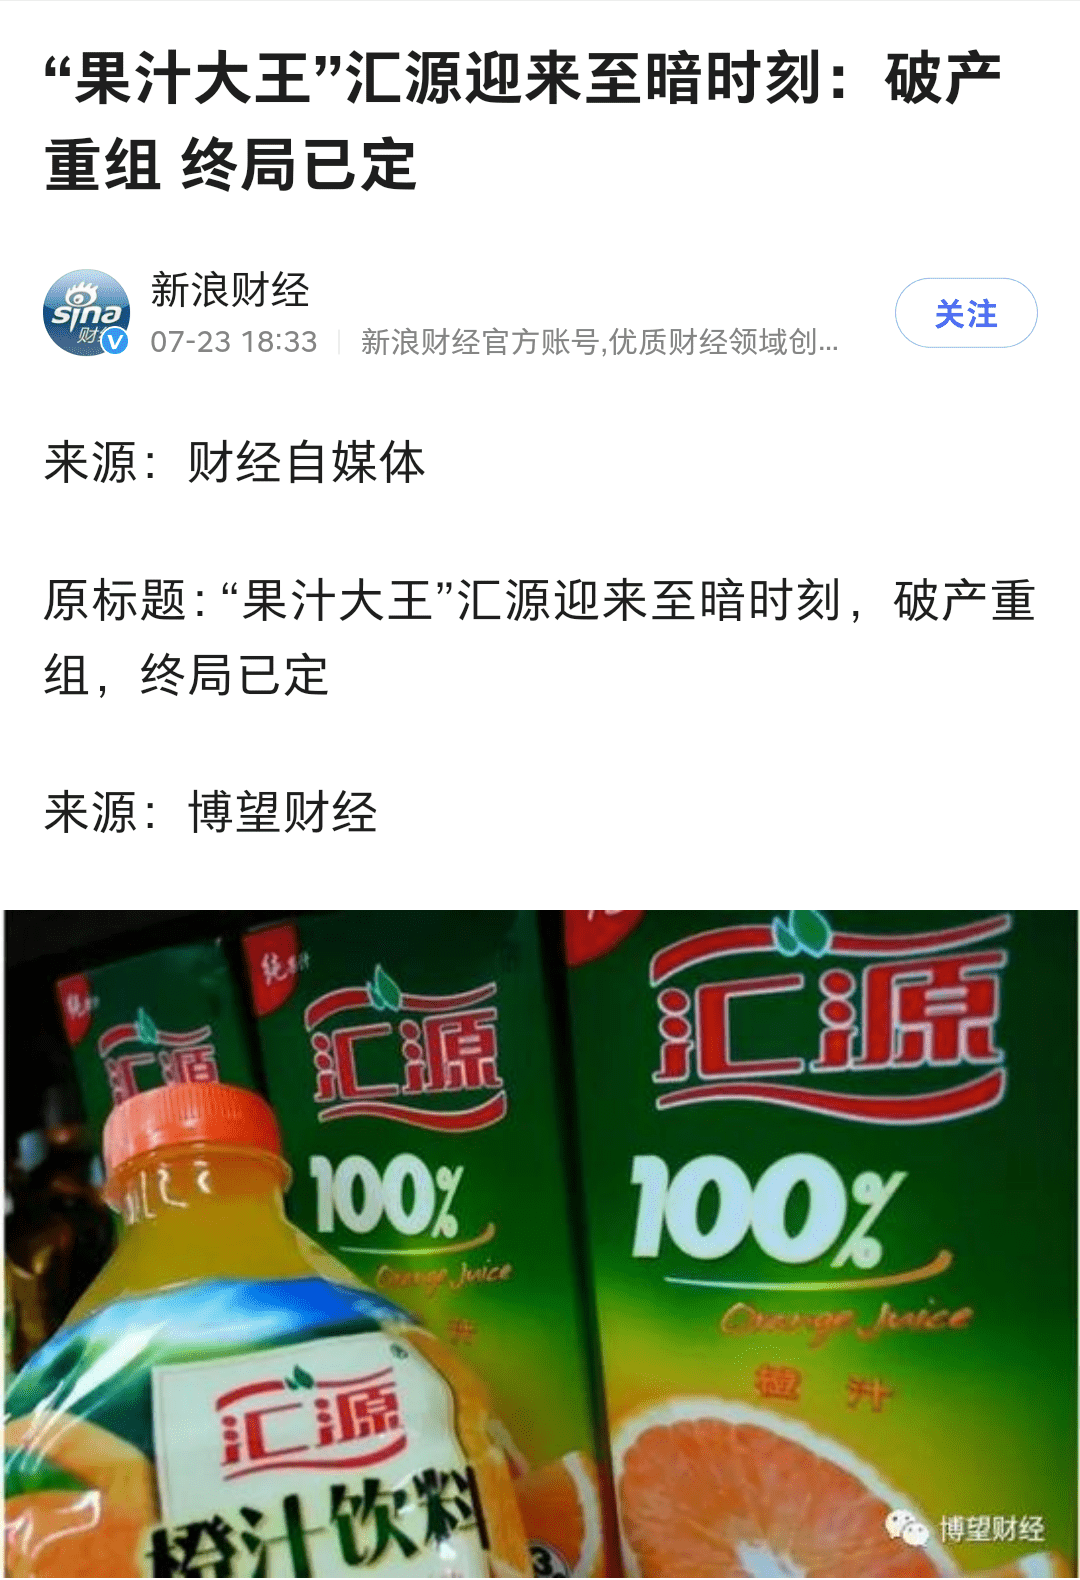 “果汁大王”汇源迎来至暗时刻：破产
重组 终局已定
sina
财经
新浪财经
07-23 18:33
新浪财经官方账号,优质财经领域创...
关注
来源：财经自媒体
原标题：“果汁大王”汇源迎来至暗时刻，破产重
组，终局已定
来源：博望财经
汇源
纯果汁
汇源
100%
Orange Juice
汁
汇源
100%
Orange Juice
橙汁
汇源®
橙汁饮料
博望财经